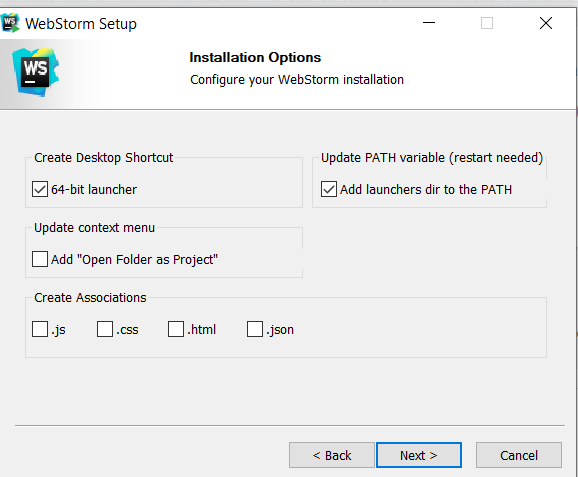 WebStorm Setup
WS
Installation Options
Configure your WebStorm installation
Create Desktop Shortcut
64-bit launcher
Update PATH variable (restart needed)
Add launchers dir to the PATH
Update context menu
Add "Open Folder as Project"
Create Associations
.js .css .html .json
< Back Next > Cancel